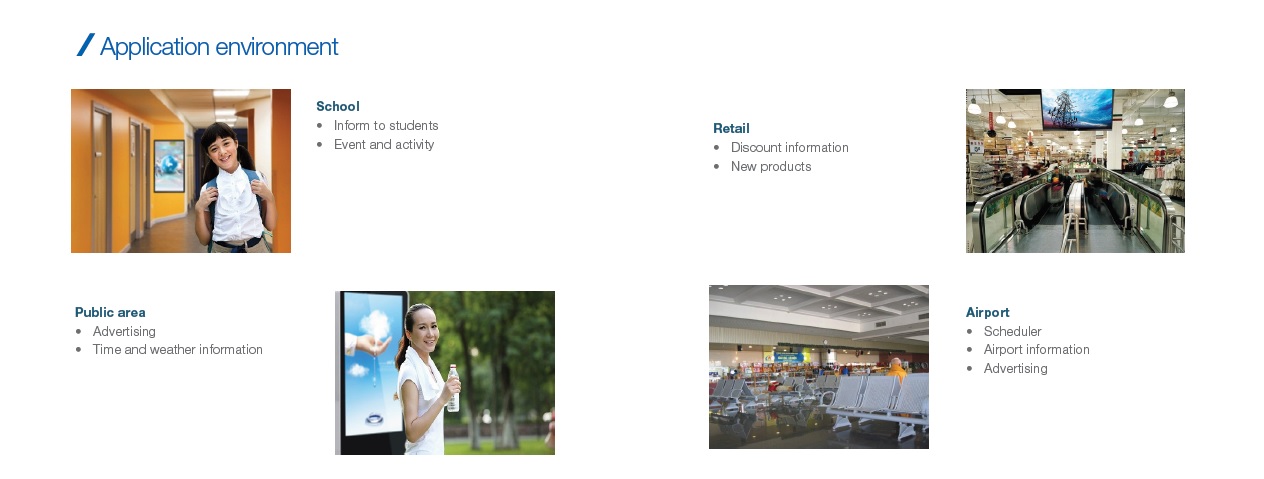 Application environment
School
• Inform to students
• Event and activity
Retail
• Discount information
• New products
Public area
• Advertising
• Time and weather information
Airport
• Scheduler
• Airport information
• Advertising